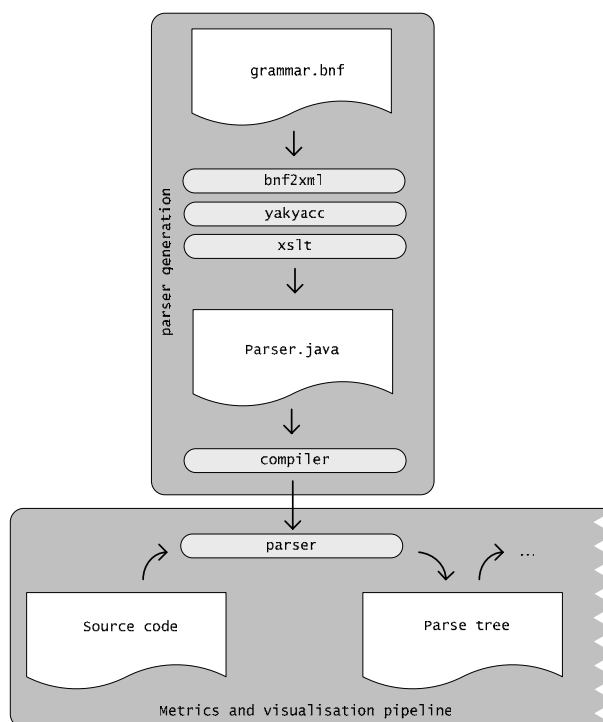 grammar.bnf
bnf2xml
yakyacc
xslt
parser generation
Parser.java
compiler
parser
...
Source code
Parse tree
Metrics and visualisation pipeline